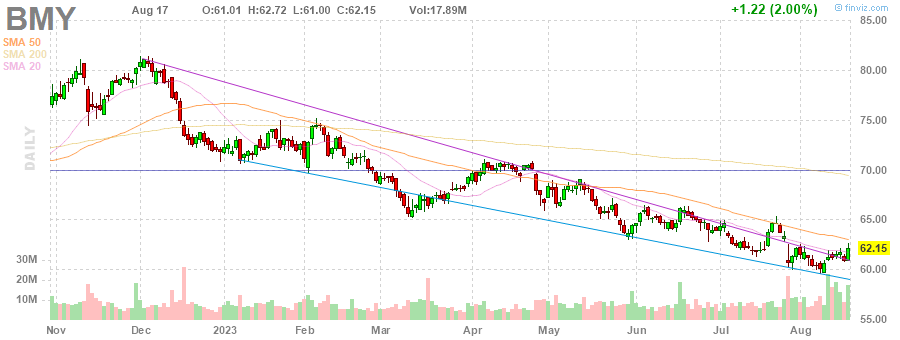 BMY
Aug 17 O:61.01 H:62.72 L:61.00 C:62.15 Vol:17.89M
+1.22 (2.00%)
© finviz.com
SMA 50
SMA 200
SMA 20
DAILY
85.00
80.00
75.00
70.00
65.00
62.15
60.00
55.00
30M
20M
10M
Nov Dec 2023 Feb Mar Apr May Jun Jul Aug